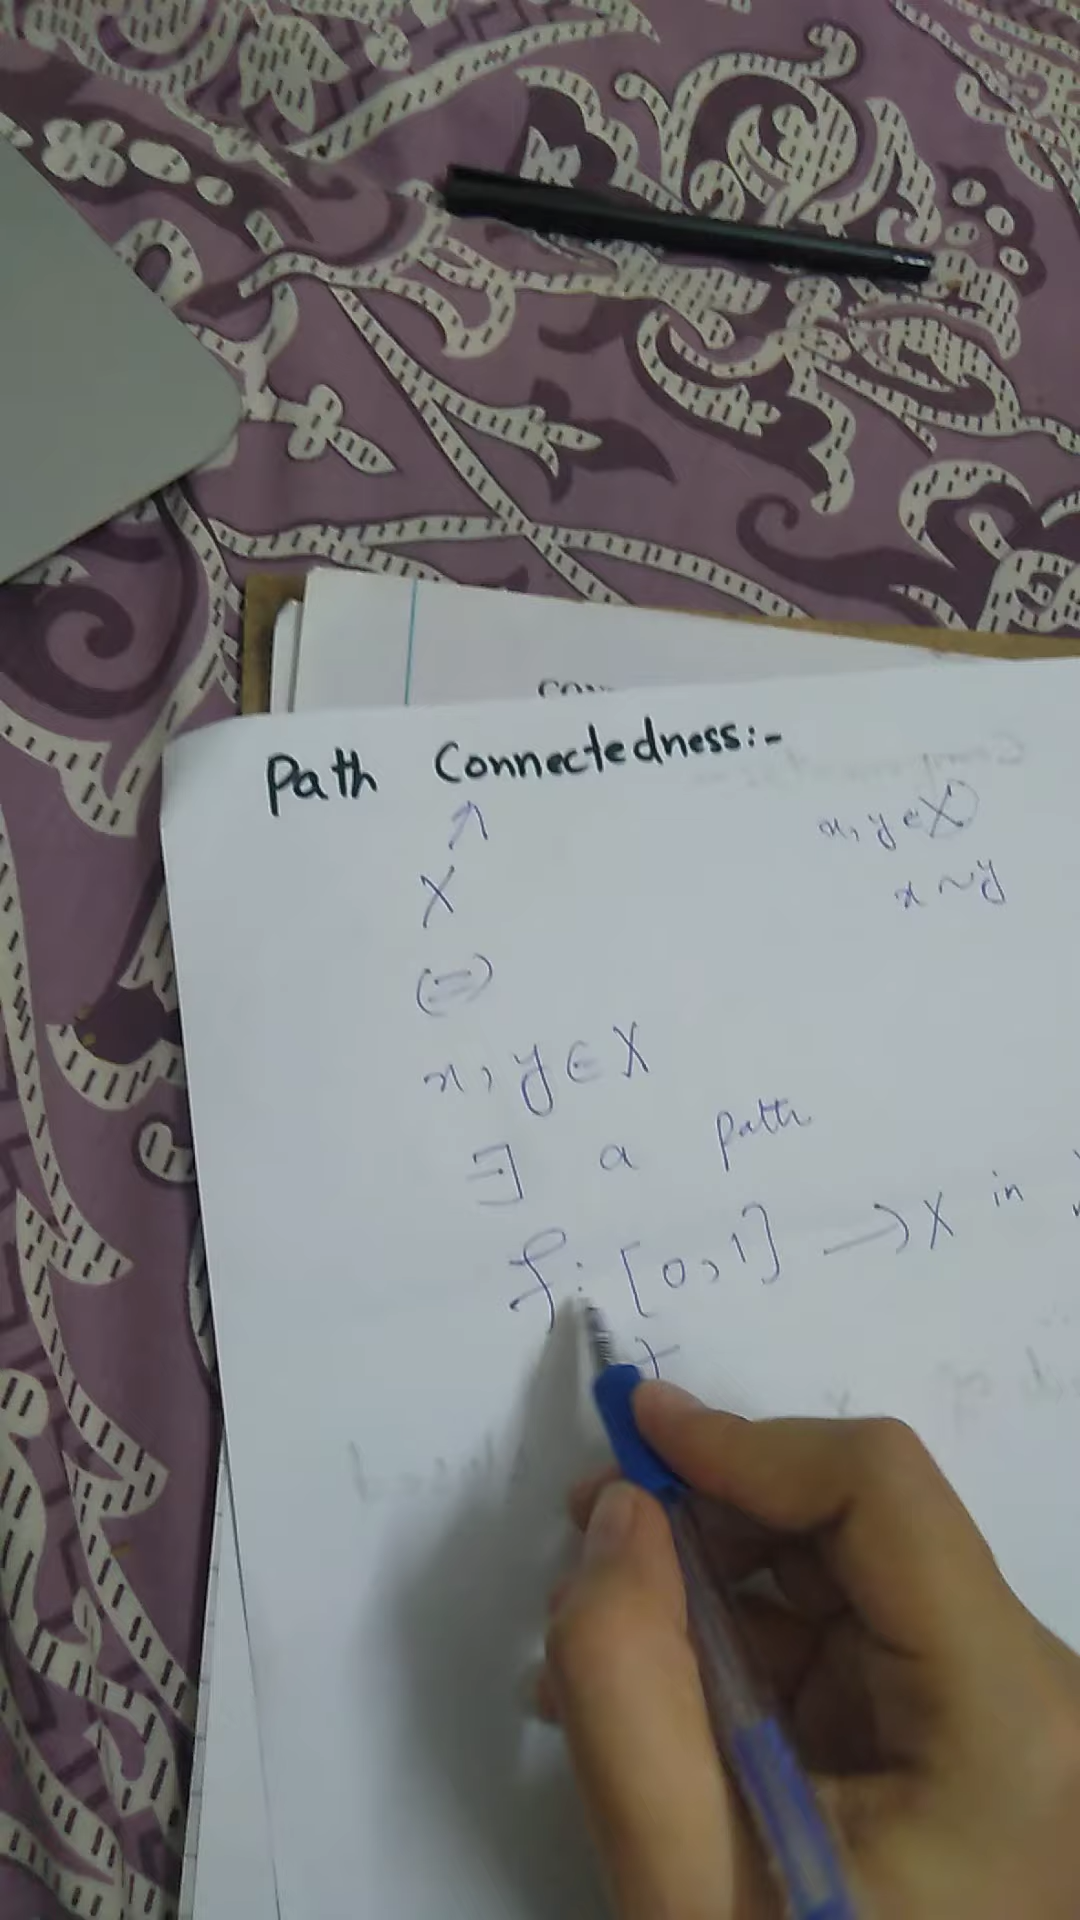 Path Connectedness:-
x, y ∈ X
x ~ y
X
(=)
x, y ∈ X
∃ a path
f: [0,1] → X in